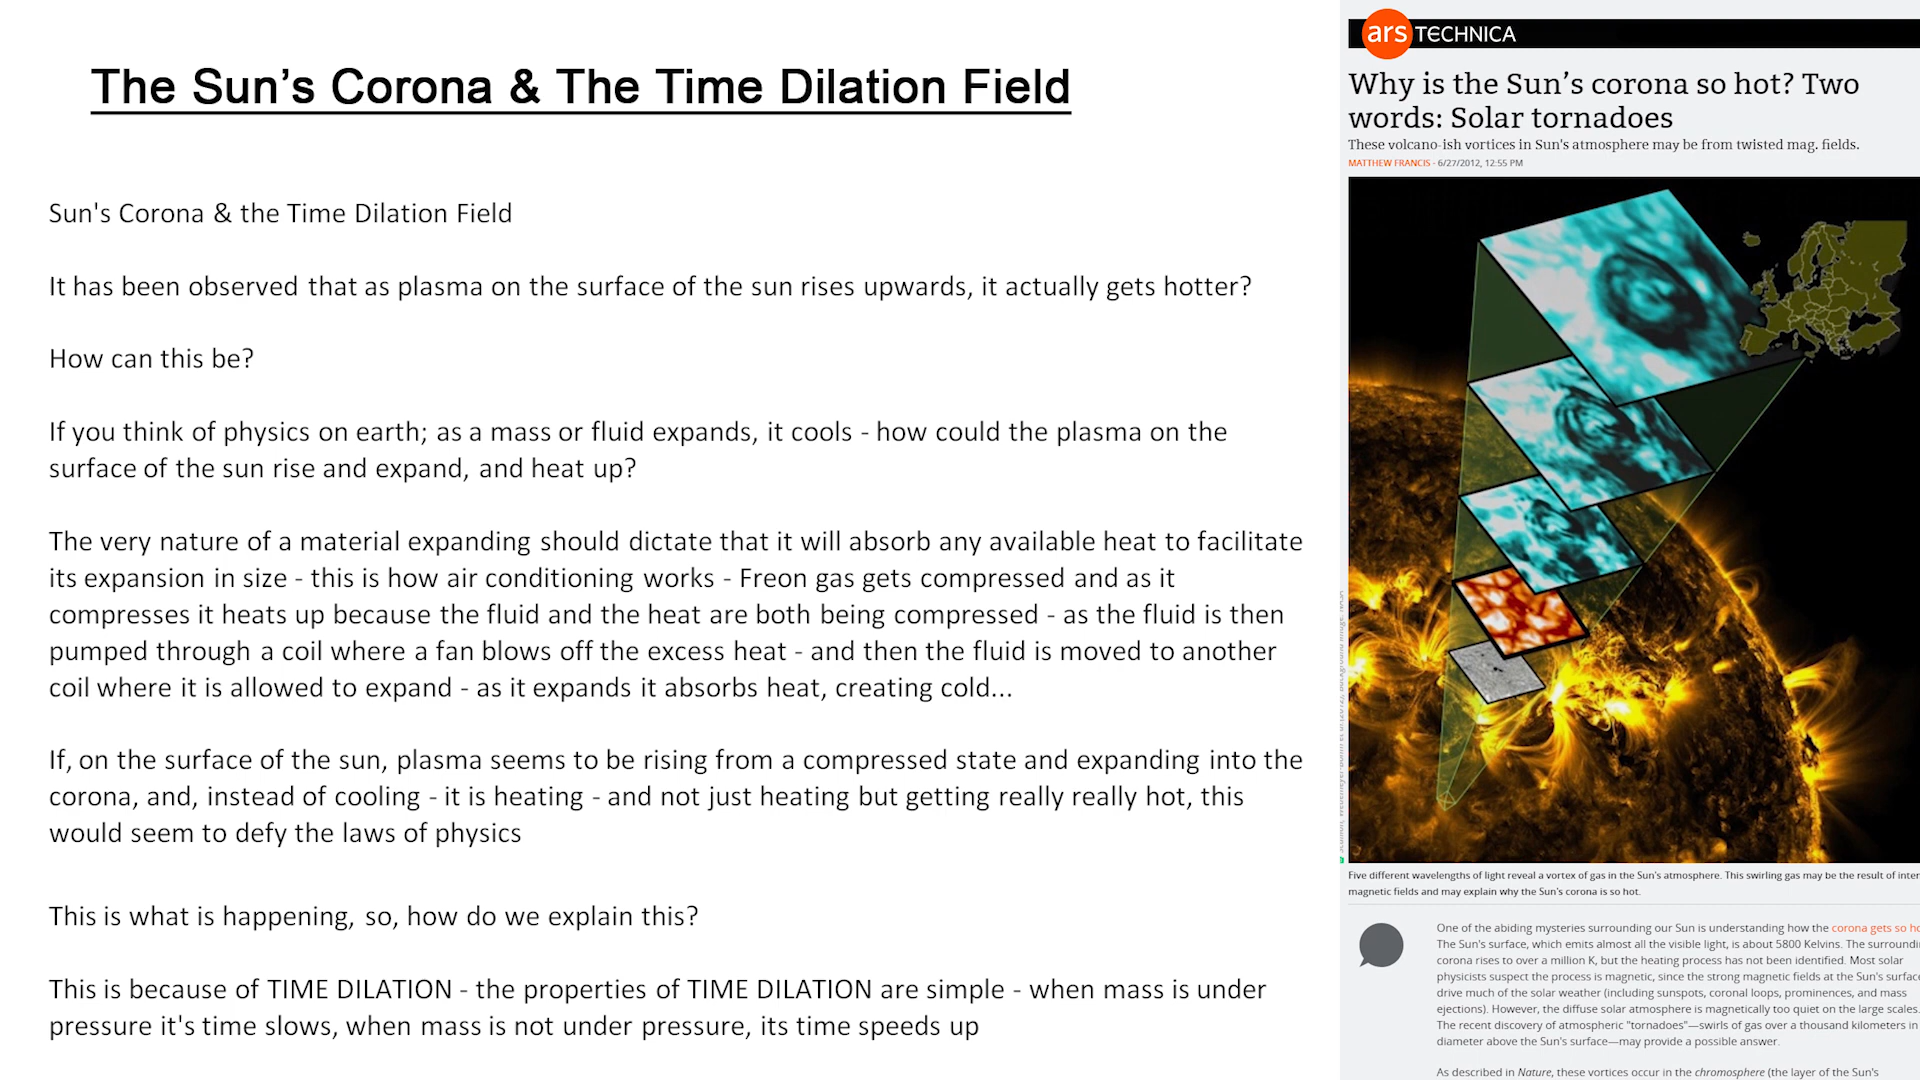 The Sun's Corona & The Time Dilation Field
Sun's Corona & the Time Dilation Field
It has been observed that as plasma on the surface of the sun rises upwards, it actually gets hotter?
How can this be?
If you think of physics on earth; as a mass or fluid expands, it cools - how could the plasma on the
surface of the sun rise and expand, and heat up?
The very nature of a material expanding should dictate that it will absorb any available heat to facilitate
its expansion in size - this is how air conditioning works - Freon gas gets compressed and as it
compresses it heats up because the fluid and the heat are both being compressed - as the fluid is then
pumped through a coil where a fan blows off the excess heat - and then the fluid is moved to another
coil where it is allowed to expand - as it expands it absorbs heat, creating cold...
If, on the surface of the sun, plasma seems to be rising from a compressed state and expanding into the
corona, and, instead of cooling - it is heating - and not just heating but getting really really hot, this
would seem to defy the laws of physics
This is what is happening, so, how do we explain this?
This is because of TIME DILATION - the properties of TIME DILATION are simple - when mass is under
pressure it's time slows, when mass is not under pressure, its time speeds up
ars TECHNICA
Why is the Sun's corona so hot? Two
words: Solar tornadoes
These volcano-ish vortices in Sun's atmosphere may be from twisted mag. fields.
MATTHEW FRANCIS - 6/27/2012, 12:55 PM
Five different wavelengths of light reveal a vortex of gas in the Sun's atmosphere. This swirling gas may be the result of inter
magnetic fields and may explain why the Sun's corona is so hot.
One of the abiding mysteries surrounding our Sun is understanding how the corona gets so ho
The Sun's surface, which emits almost all the visible light, is about 5800 Kelvins. The surroundi
corona rises to over a million K, but the heating process has not been identified. Most solar
physicists suspect the process is magnetic, since the strong magnetic fields at the Sun's surface
drive much of the solar weather (including sunspots, coronal loops, prominences, and mass
ejections). However, the diffuse solar atmosphere is magnetically too quiet on the large scales.
The recent discovery of atmospheric "tornadoes"—swirls of gas over a thousand kilometers in
diameter above the Sun's surface—may provide a possible answer.
As described in Nature, these vortices occur in the chromosphere (the layer of the Sun's